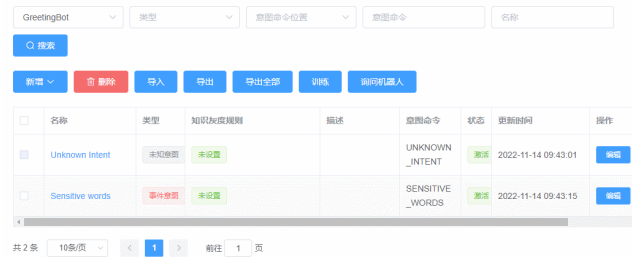 GreetingBot 类型 意图命令位置 意图命令 名称
搜索
新增 删除 导入 导出 导出全部 训练 询问机器人
名称 类型 知识灰度规则 描述 意图命令 状态 更新时间 操作
Unknown Intent 未知意图 未设置 UNKNOWN_INTENT 激活 2022-11-14 09:43:01 编辑
Sensitive words 事件意图 未设置 SENSITIVE_WORDS 激活 2022-11-14 09:43:15 编辑
共 2 条 10条/页 1 前往 1 页